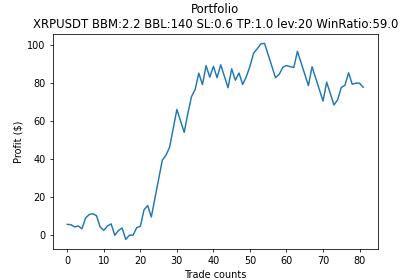 Portfolio
XRPUSDT BBM:2.2 BBL:140 SL:0.6 TP:1.0 lev:20 WinRatio:59.0
100
80
60
40
20
0
Profit ($)
0 10 20 30 40 50 60 70 80
Trade counts